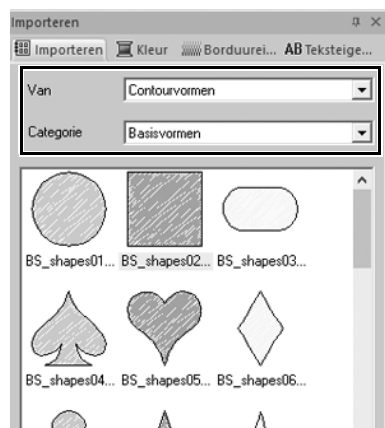 Importeren
Importeren Kleur Borduurei... AB Teksteige...
Van Contourvormen
Categorie Basisvormen
BS_shapes01... BS_shapes02... BS_shapes03...
BS_shapes04... BS_shapes05... BS_shapes06...